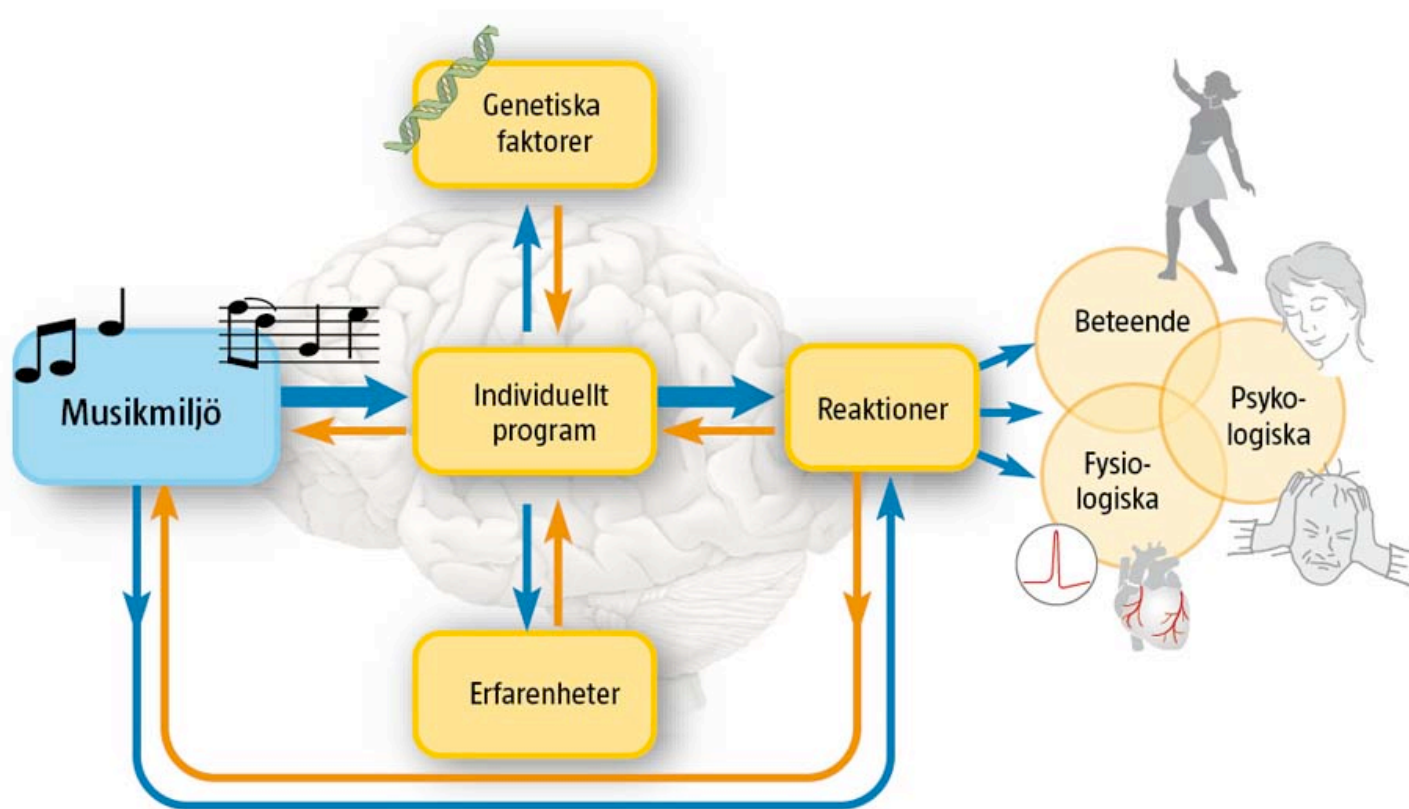 Genetiska
faktorer
Musikmiljö
Individuellt
program
Reaktioner
Beteende
Psyko-
logiska
Fysio-
logiska
Erfarenheter